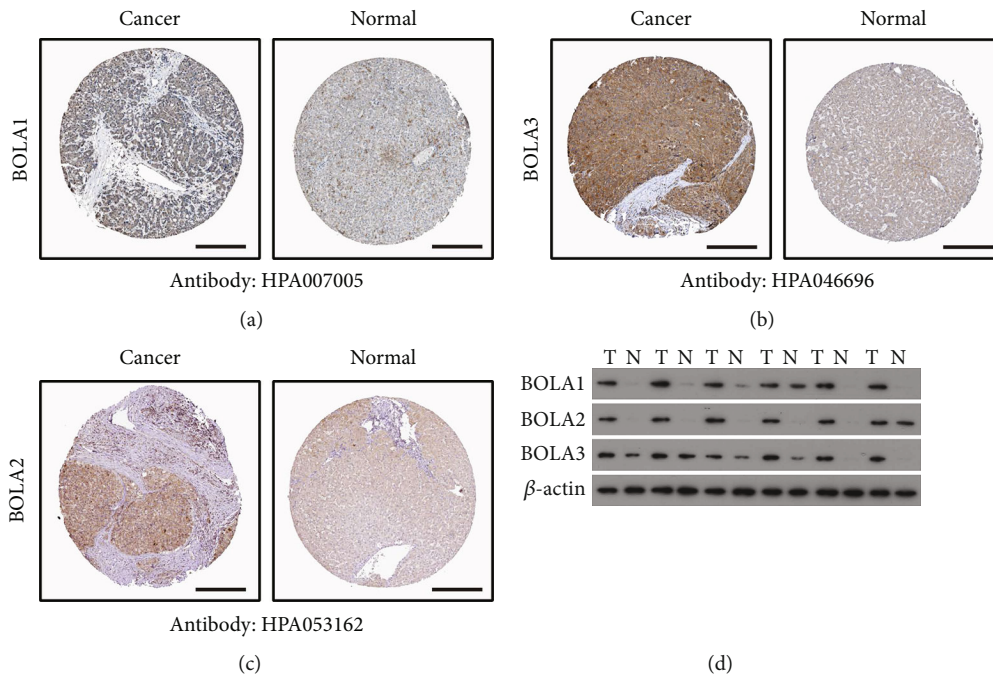 Cancer Normal
BOLA1
Antibody: HPA007005
(a)
Cancer Normal
BOLA3
Antibody: HPA046696
(b)
Cancer Normal
BOLA2
Antibody: HPA053162
(c)
T N T N T N T N T N T N
BOLA1
BOLA2
BOLA3
β-actin
(d)